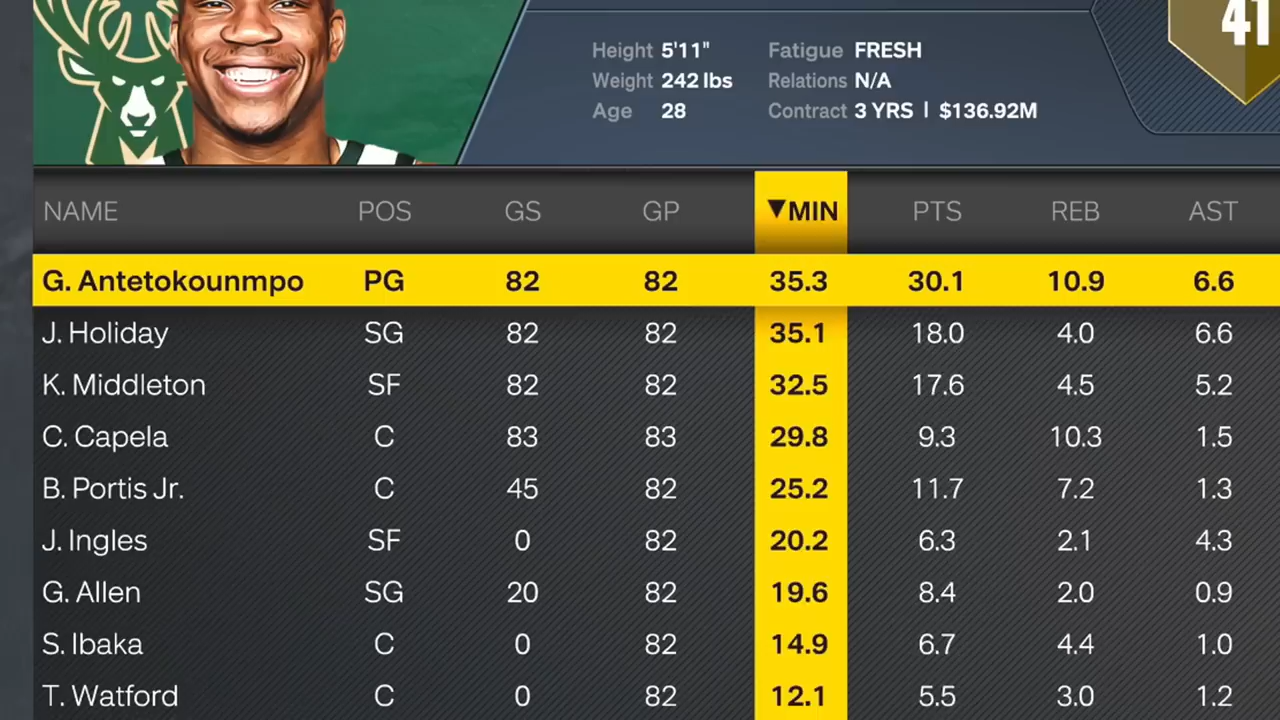 Height 5'11" Fatigue FRESH
41
Weight 242 lbs Relations N/A
Age 28 Contract 3 YRS | $136.92M
NAME POS GS GP ▼MIN PTS REB AST
G. Antetokounmpo PG 82 82 35.3 30.1 10.9 6.6
J. Holiday SG 82 82 35.1 18.0 4.0 6.6
K. Middleton SF 82 82 32.5 17.6 4.5 5.2
C. Capela C 83 83 29.8 9.3 10.3 1.5
B. Portis Jr. C 45 82 25.2 11.7 7.2 1.3
J. Ingles SF 0 82 20.2 6.3 2.1 4.3
G. Allen SG 20 82 19.6 8.4 2.0 0.9
S. Ibaka C 0 82 14.9 6.7 4.4 1.0
T. Watford C 0 82 12.1 5.5 3.0 1.2